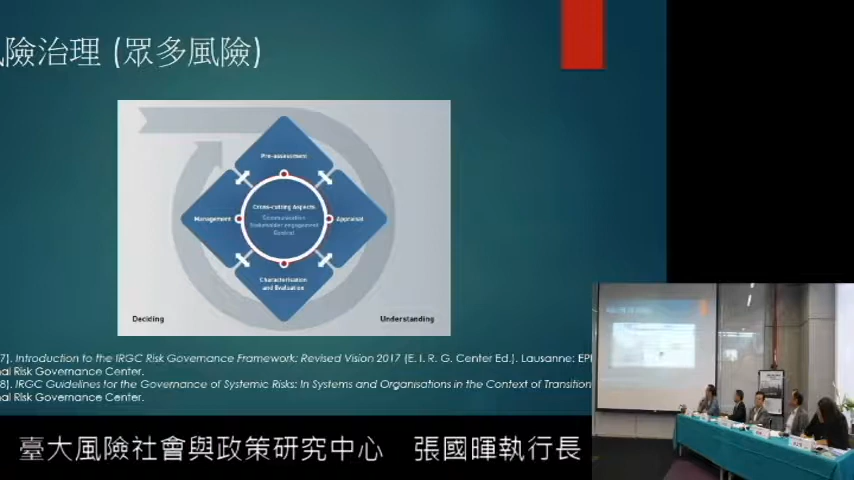 險治理 (眾多風險)
Pre-assessment
Management
Cross-cutting Aspects
Communication
Stakeholder engagement
Context
Appraisal
Characterisation
and Evaluation
Deciding
Understanding
7). Introduction to the IRGC Risk Governance Framework: Revised Vision 2017 (E. I. R. G. Center Ed.). Lausanne: EP
al Risk Governance Center.
8). IRGC Guidelines for the Governance of Systemic Risks: In Systems and Organisations in the Context of Transition
al Risk Governance Center.
臺大風險社會與政策研究中心 張國暉執行長